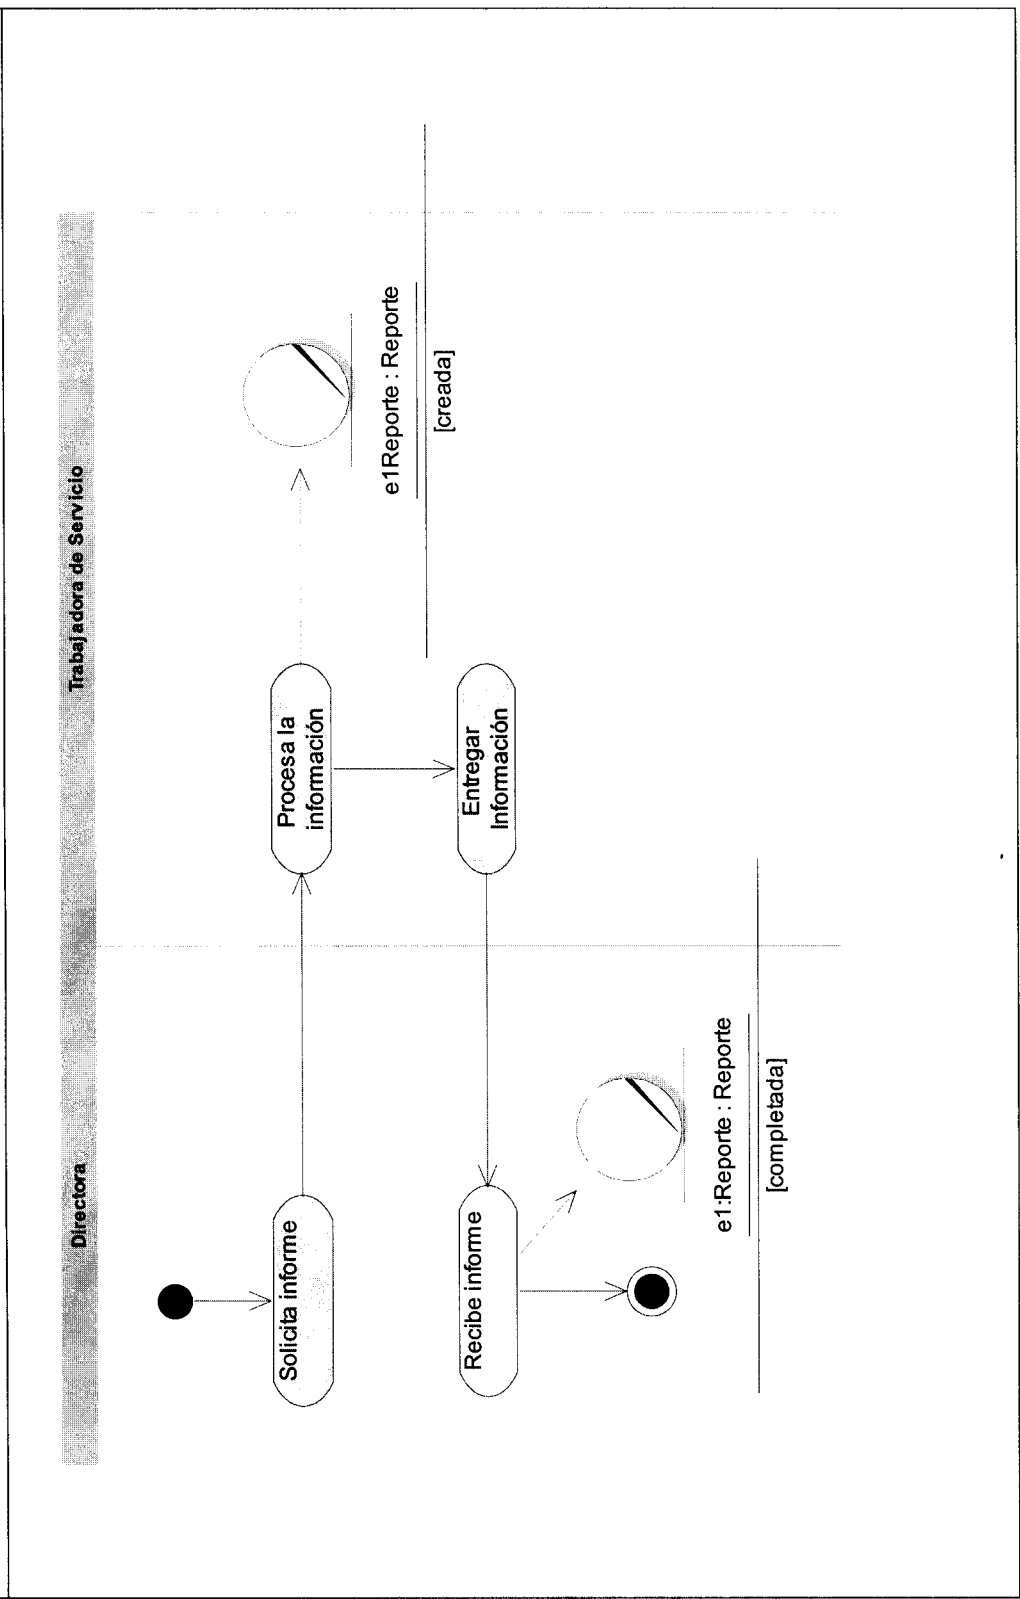 Directora
Trabajadora de Servicio
Solicita informe
Procesa la
información
e1Reporte : Reporte
[creada]
Recibe informe
Entregar
Información
e1:Reporte : Reporte
[completada]